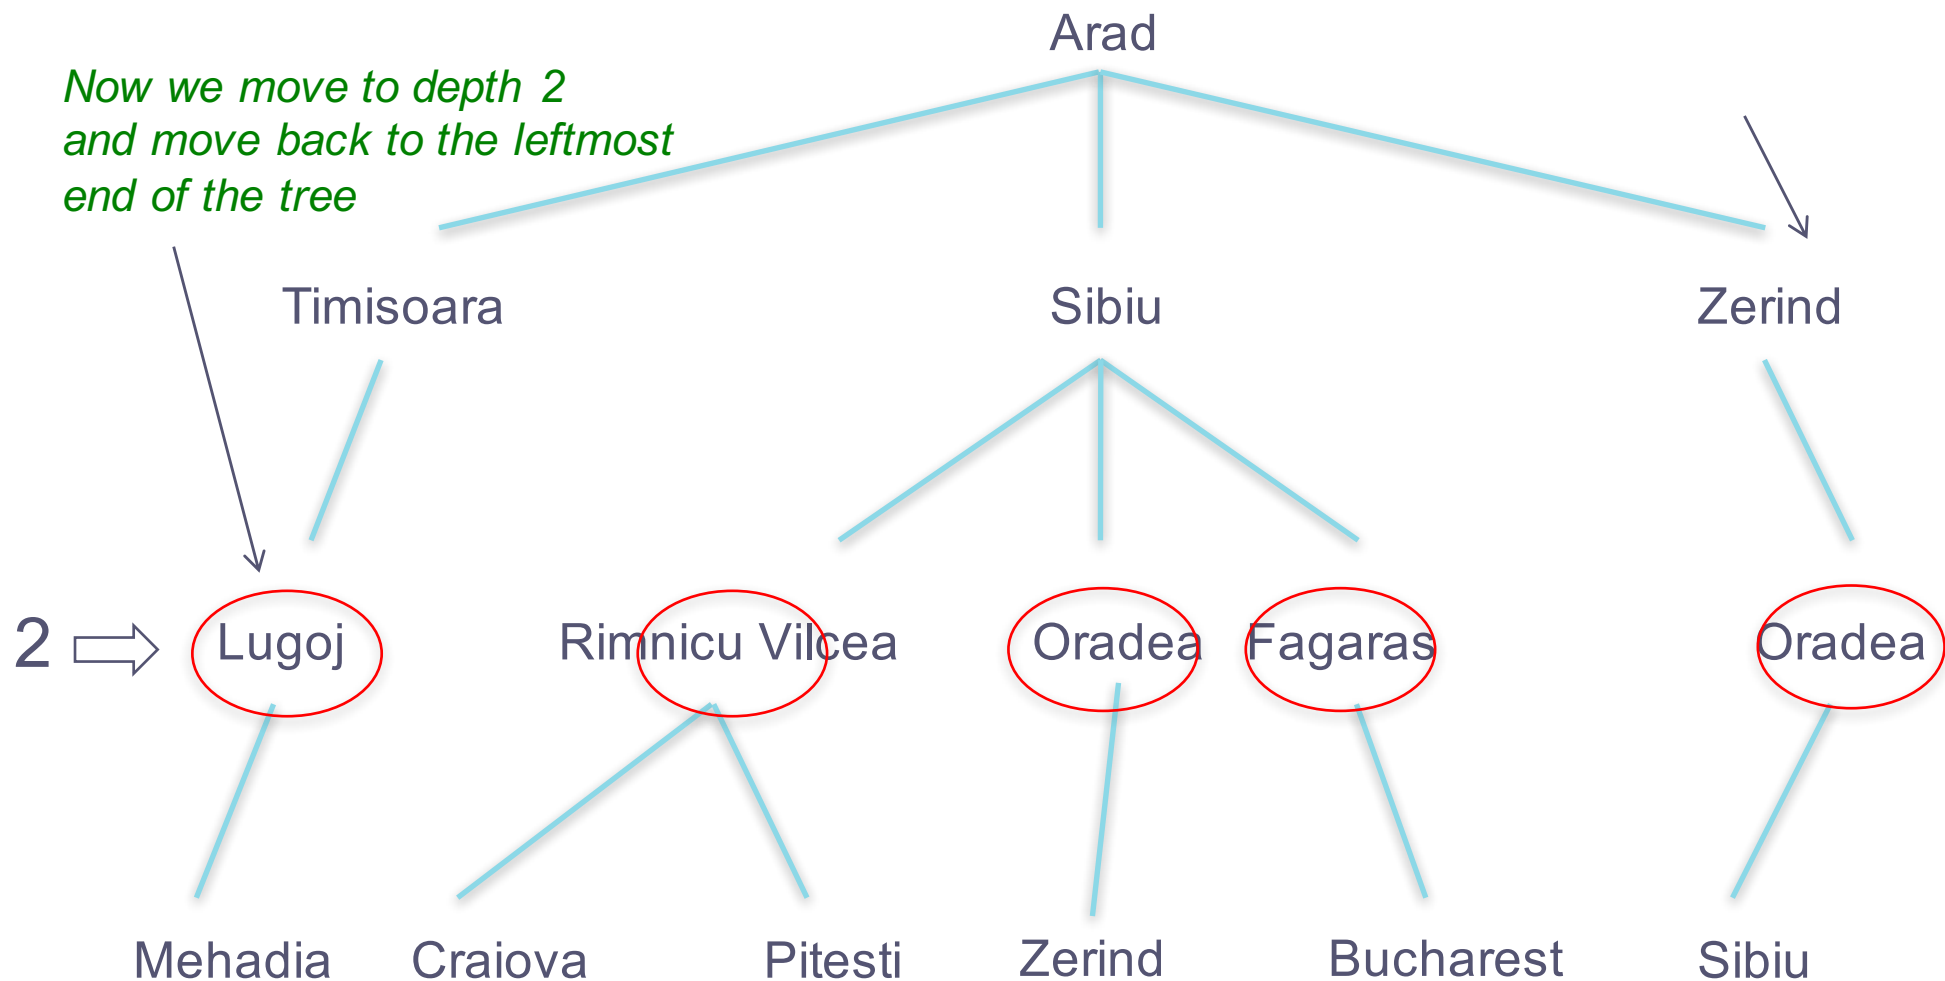 Arad
Now we move to depth 2
and move back to the leftmost
end of the tree
Timisoara Sibiu Zerind
2 Lugoj Rimnicu Vilcea Oradea Fagaras Oradea
Mehadia Craiova Pitesti Zerind Bucharest Sibiu